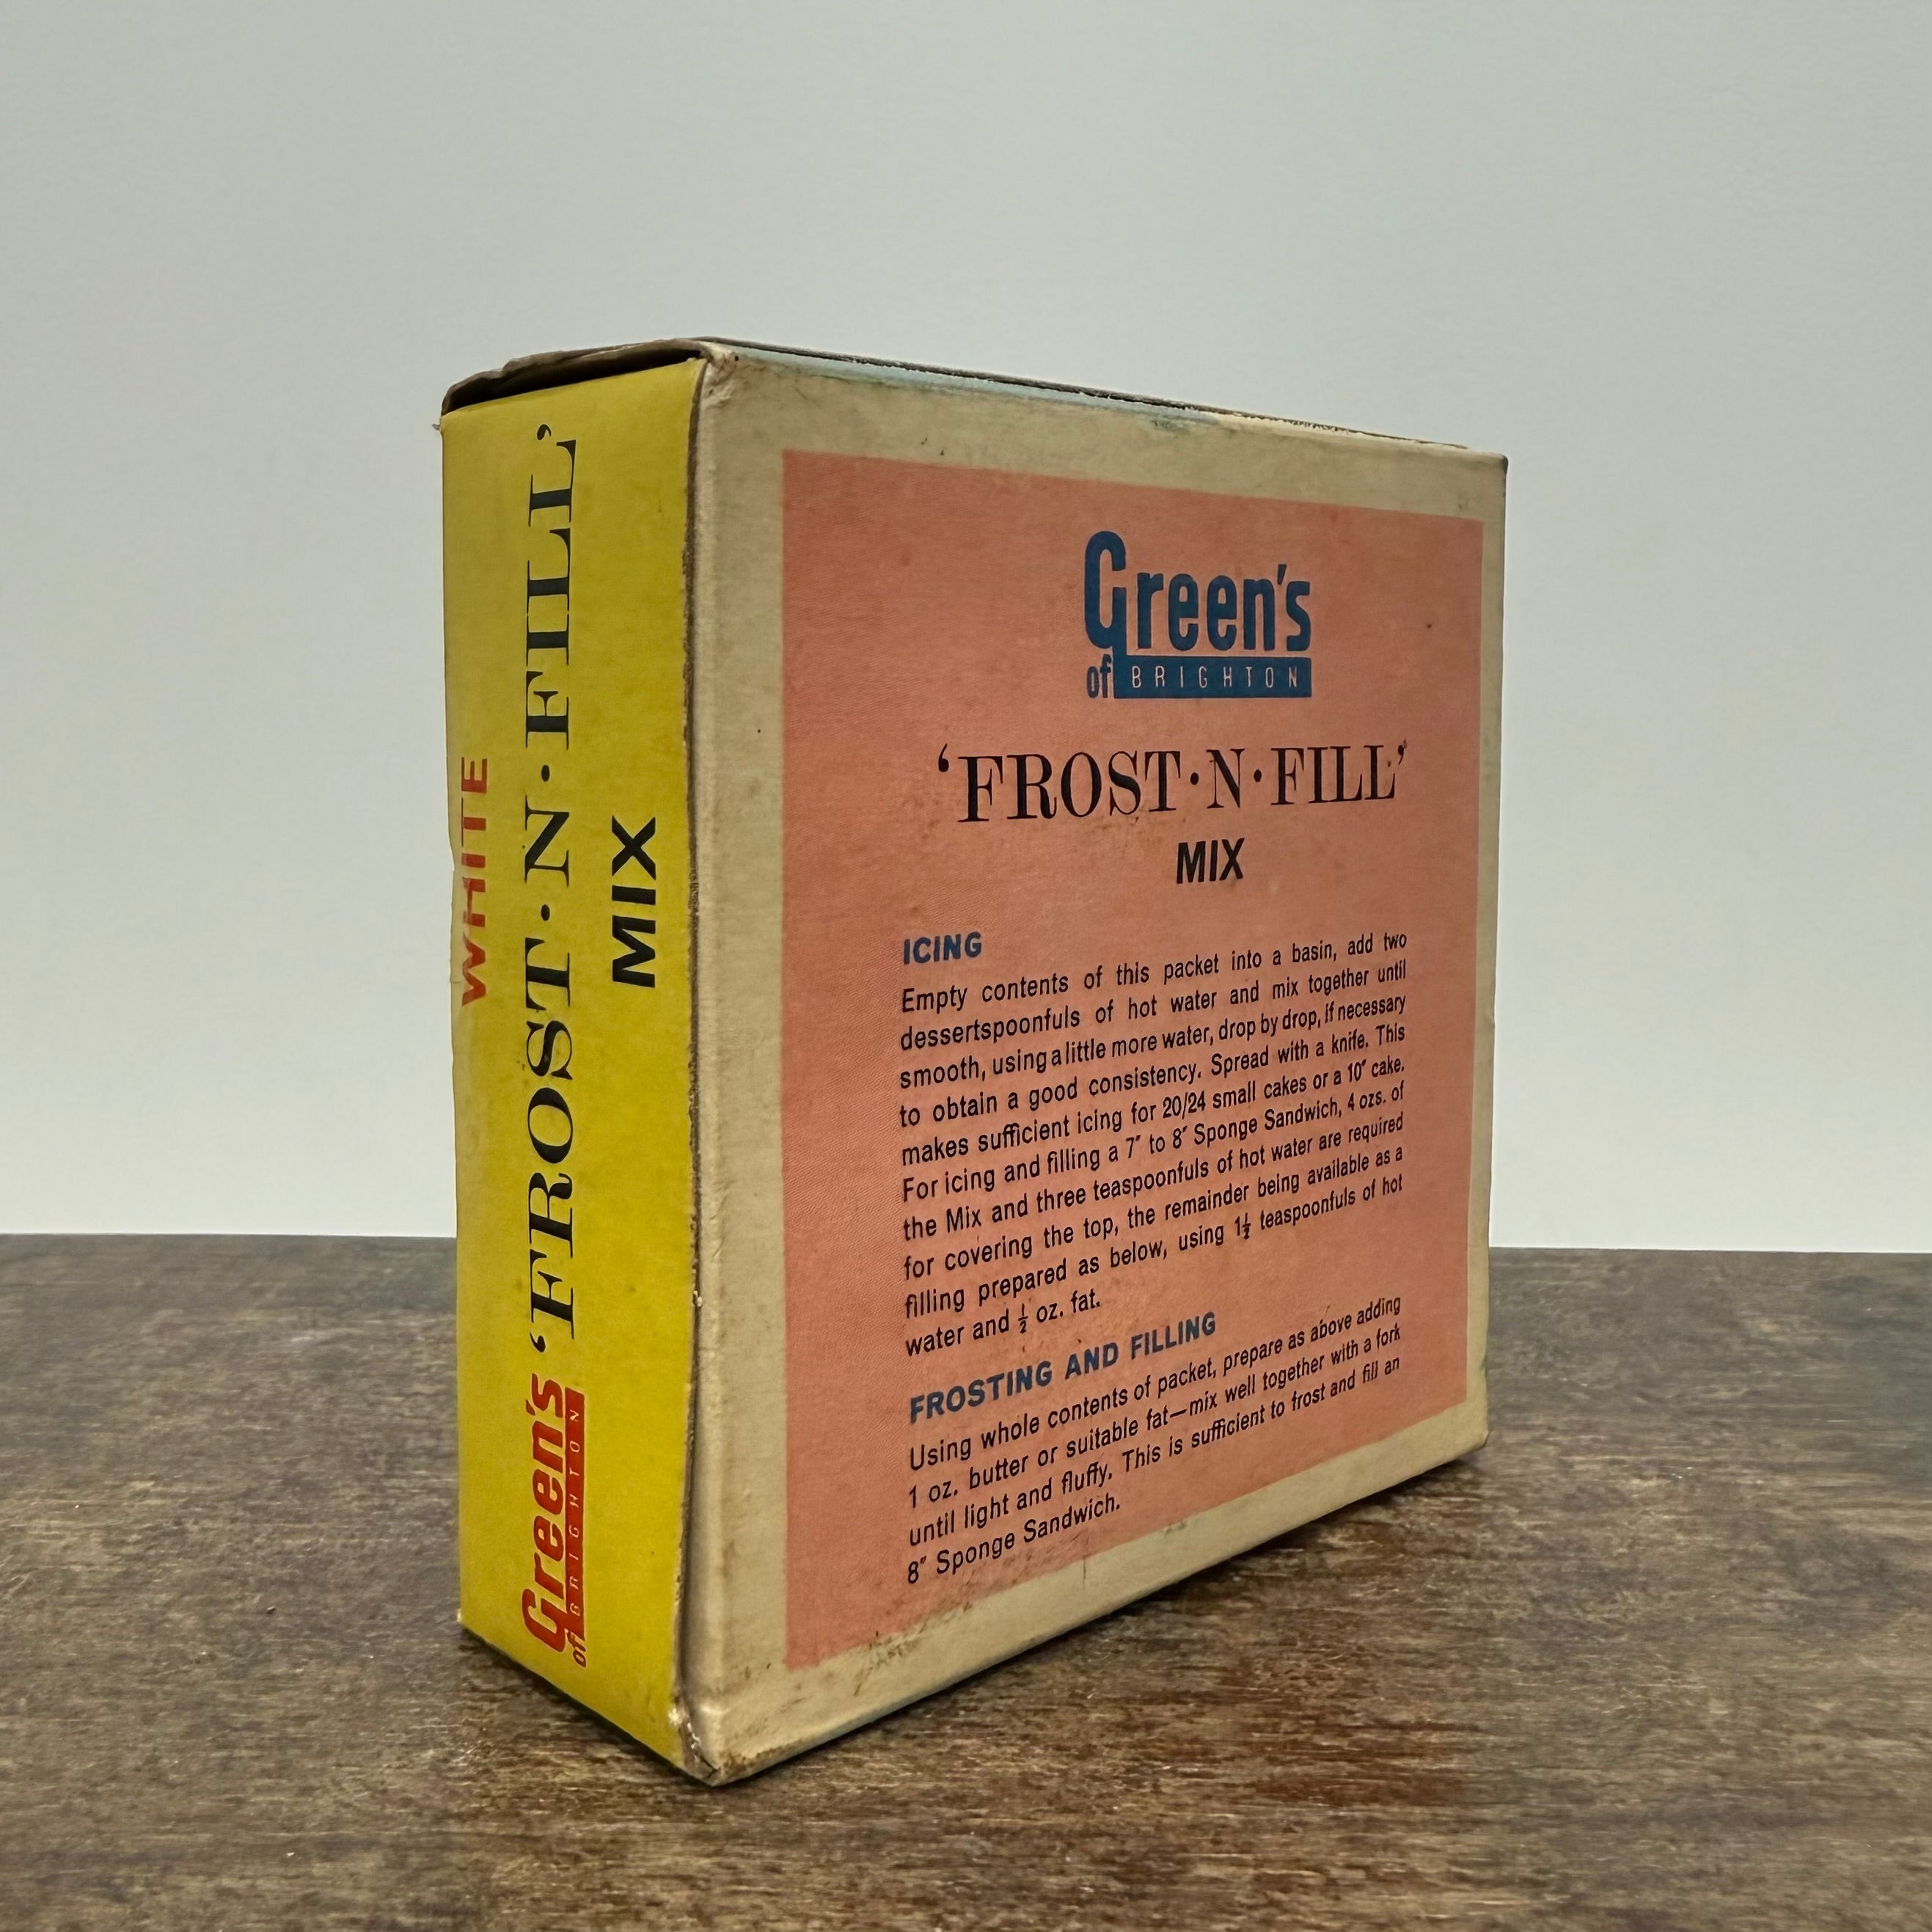 WHITE
Green's
of BRIGHTON
'FROST·N·FILL'
MIX
Green's
of BRIGHTON
'FROST·N·FILL'
MIX
ICING
Empty contents of this packet into a basin, add two
dessertspoonfuls of hot water and mix together until
smooth, using a little more water, drop by drop, if necessary
to obtain a good consistency. Spread with a knife. This
makes sufficient icing for 20/24 small cakes or a 10″ cake.
For icing and filling a 7″ to 8″ Sponge Sandwich, 4 ozs. of
the Mix and three teaspoonfuls of hot water are required
for covering the top, the remainder being available as a
filling prepared as below, using 1½ teaspoonfuls of hot
water and ½ oz. fat.
FROSTING AND FILLING
Using whole contents of packet, prepare as above adding
1 oz. butter or suitable fat—mix well together with a fork
until light and fluffy. This is sufficient to frost and fill an
8″ Sponge Sandwich.